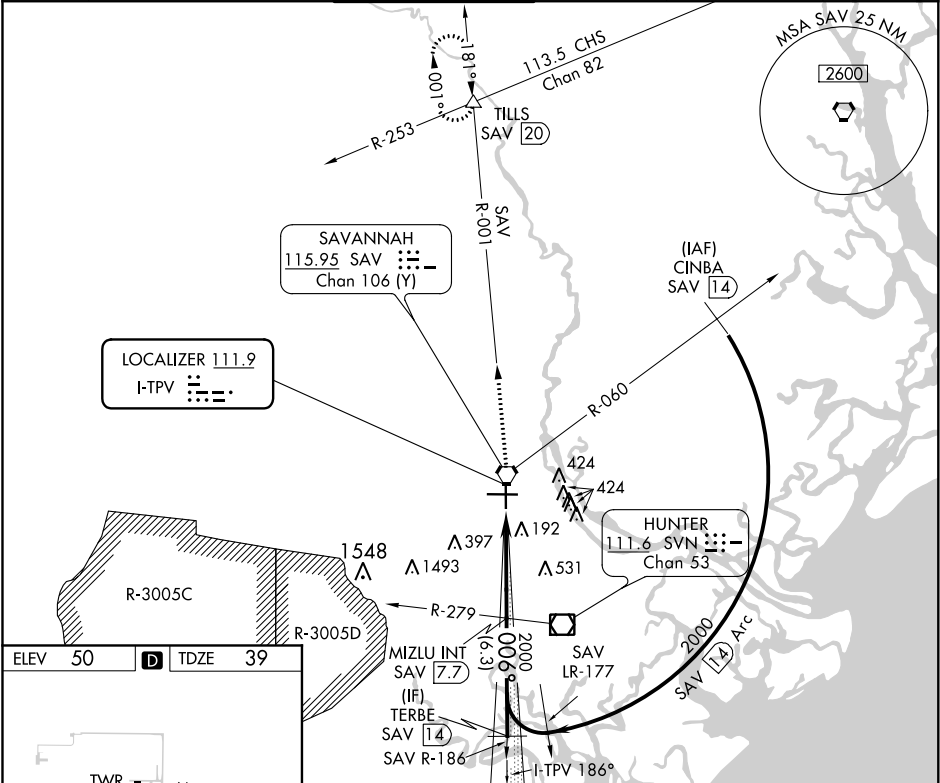 MSA SAV 25 NM
2600
181°
001°
113.5 CHS
Chan 82
TILLS
SAV 20
R-253
SAV
R-001
SAVANNAH
115.95 SAV
Chan 106 (Y)
(IAF)
CINBA
SAV 14
LOCALIZER 111.9
I-TPV
R-060
424
424
HUNTER
111.6 SVN
Chan 53
192
397
1548
1493
531
R-3005C
R-3005D
R-279
MIZLU INT
SAV 7.7
2000
006°
(6.3)
SAV
LR-177
2000
SAV 14 Arc
(IF)
TERBE
SAV 14
SAV R-186
I-TPV 186°
ELEV 50 D TDZE 39
TWR